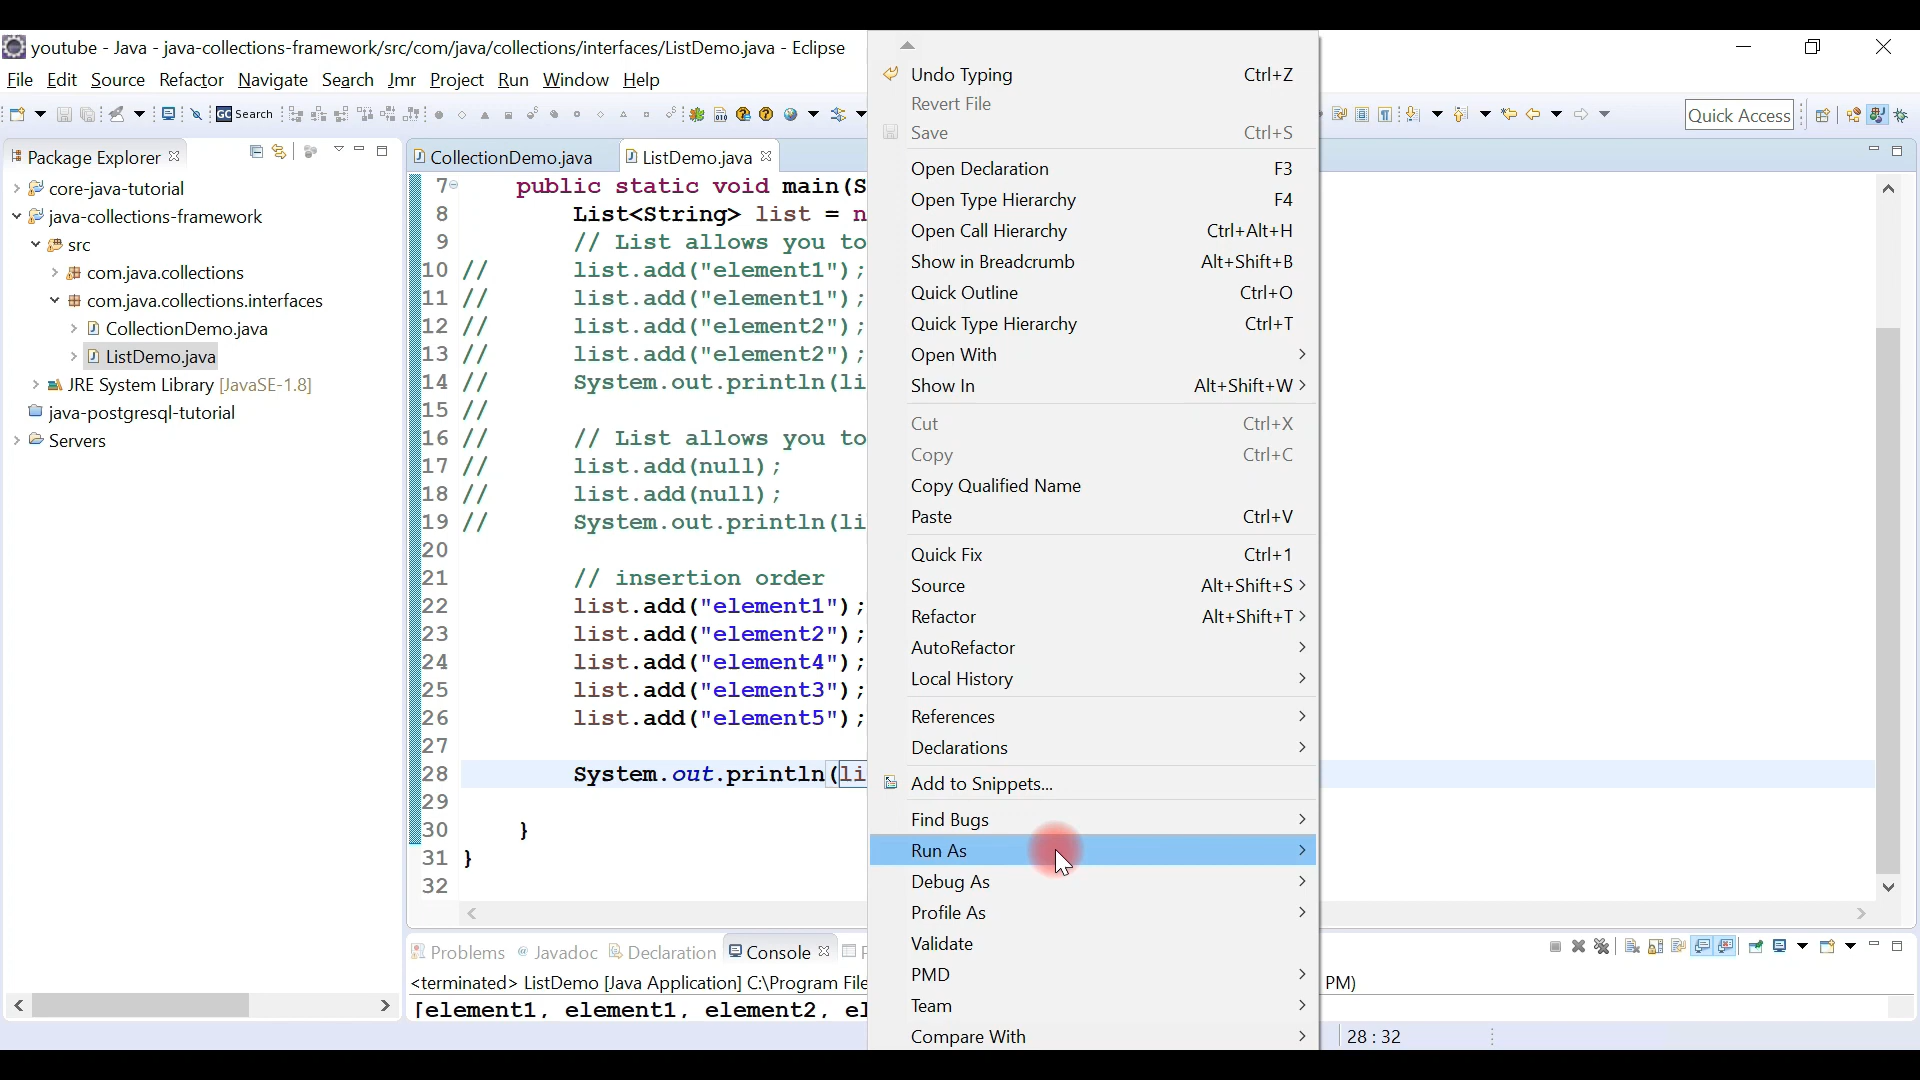 youtube - Java - java-collections-framework/src/com/java/collections/interfaces/ListDemo.java - Eclipse
File Edit Source Refactor Navigate Search Jmr Project Run Window Help
GC Search
Quick Access
Package Explorer
core-java-tutorial
java-collections-framework
src
com.java.collections
com.java.collections.interfaces
CollectionDemo.java
ListDemo.java
JRE System Library [JavaSE-1.8]
java-postgresql-tutorial
Servers
CollectionDemo.java ListDemo.java
7 public static void main(S
8 List<String> list = n
9 // List allows you to
10 // list.add("element1");
11 // list.add("element1");
12 // list.add("element2");
13 // list.add("element2");
14 // System.out.println(li
15 //
16 // // List allows you to
17 // list.add(null);
18 // list.add(null);
19 // System.out.println(li
20
21 // insertion order
22 list.add("element1");
23 list.add("element2");
24 list.add("element4");
25 list.add("element3");
26 list.add("element5");
27
28 System.out.println(li
29
30 }
31 }
32
Undo Typing Ctrl+Z
Revert File
Save Ctrl+S
Open Declaration F3
Open Type Hierarchy F4
Open Call Hierarchy Ctrl+Alt+H
Show in Breadcrumb Alt+Shift+B
Quick Outline Ctrl+O
Quick Type Hierarchy Ctrl+T
Open With
Show In Alt+Shift+W
Cut Ctrl+X
Copy Ctrl+C
Copy Qualified Name
Paste Ctrl+V
Quick Fix Ctrl+1
Source Alt+Shift+S
Refactor Alt+Shift+T
AutoRefactor
Local History
References
Declarations
Add to Snippets...
Find Bugs
Run As
Debug As
Profile As
Validate
PMD
Team
Compare With
Problems @ Javadoc Declaration Console
<terminated> ListDemo [Java Application] C:\Program File PM)
[element1, element1, element2, el
28 : 32